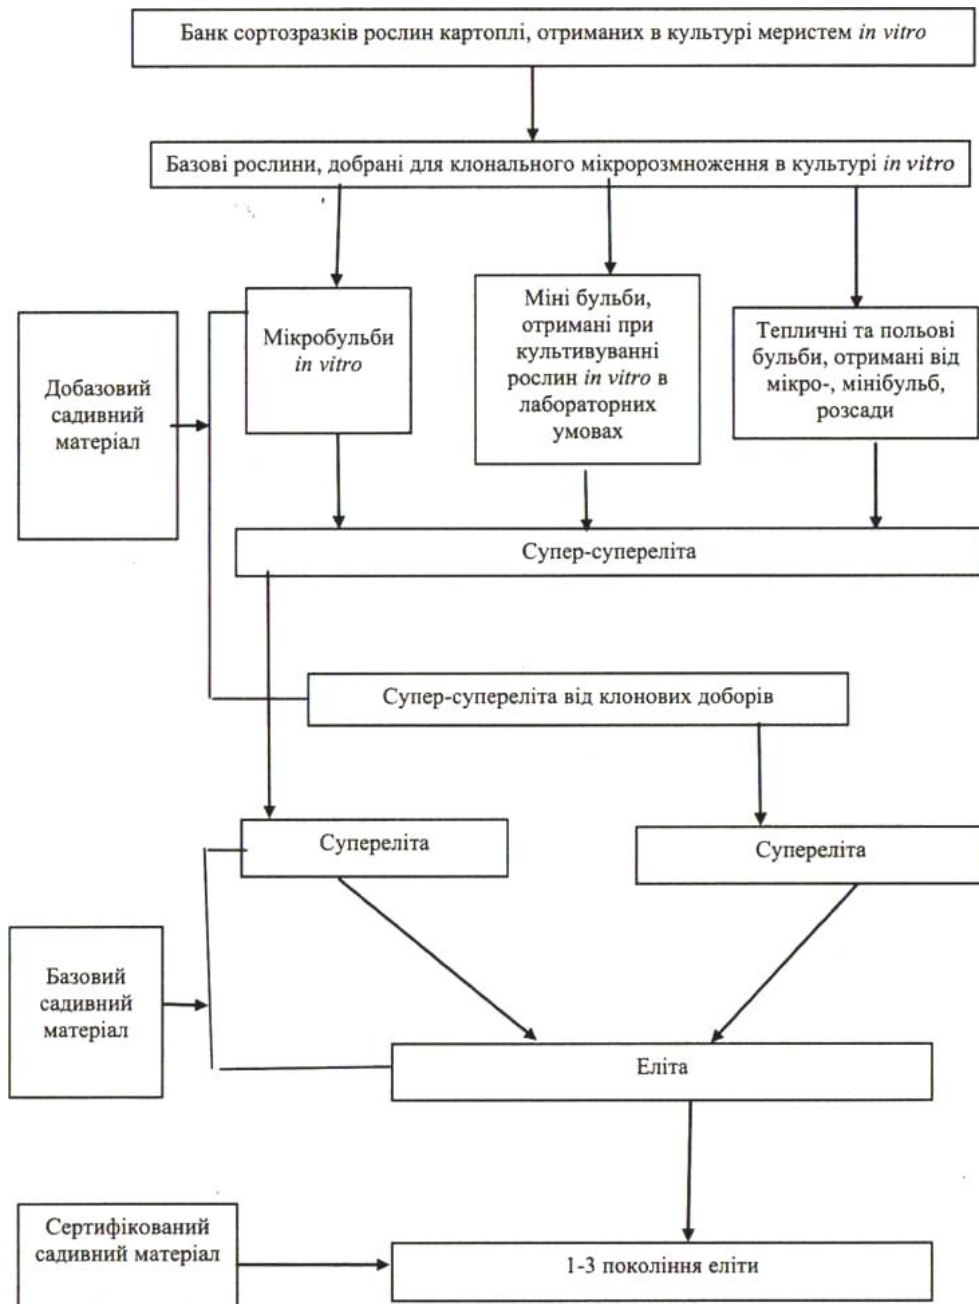 Банк сортозразків рослин картоплі, отриманих в культурі меристем in vitro
Базові рослини, добрані для клонального мікророзмноження в культурі in vitro
Добазовий
садивний
матеріал
Мікробульби
in vitro
Міні бульби,
отримані при
культивуванні
рослин in vitro в
лабораторних
умовах
Тепличні та польові
бульби, отримані від
мікро-, мінібульб,
розсади
Супер-супереліта
Супер-супереліта від клонових доборів
Супереліта
Супереліта
Базовий
садивний
матеріал
Еліта
Сертифікований
садивний матеріал
1-3 покоління еліти